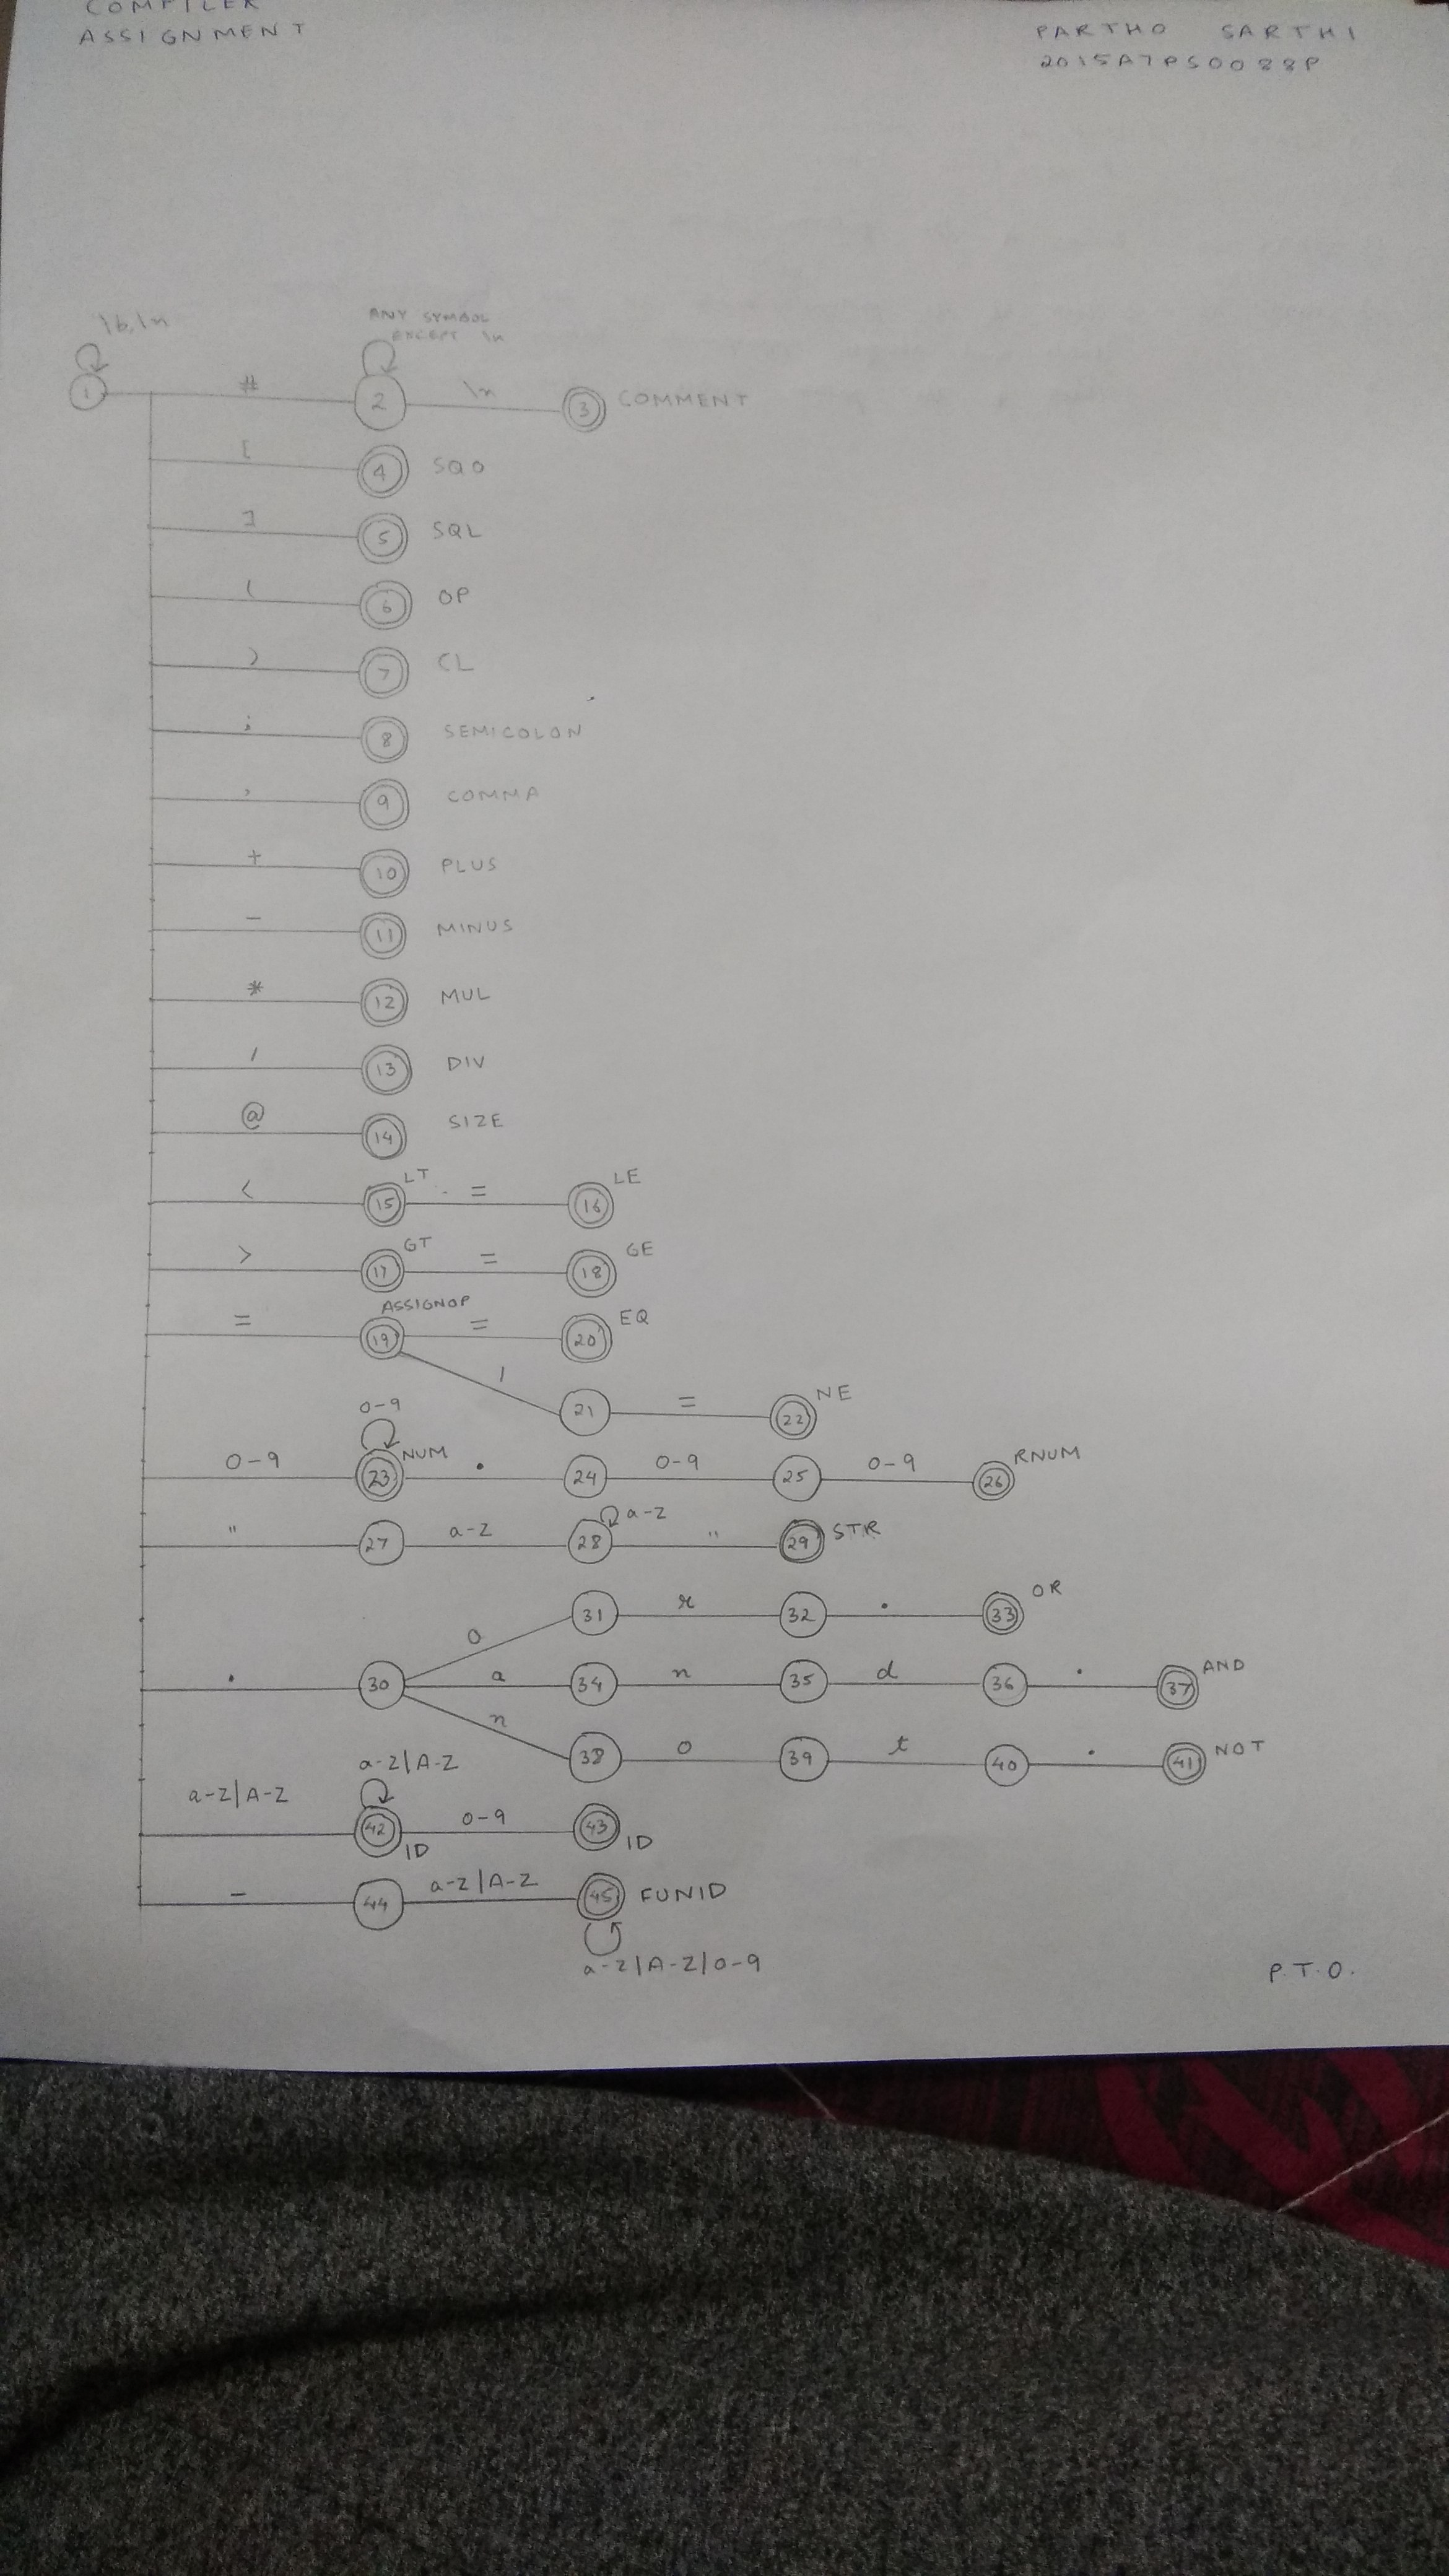 COMPILER
ASSIGNMENT
PARTHO SARTHI
2015A7PS0088P
\b,\n
ANY SYMBOL
EXCEPT \n
1 # 2 \n 3 COMMENT
[ 4 SQO
] 5 SQL
( 6 OP
) 7 CL
; 8 SEMICOLON
, 9 COMMA
+ 10 PLUS
- 11 MINUS
* 12 MUL
/ 13 DIV
@ 14 SIZE
< 15 LT = 16 LE
> 17 GT = 18 GE
= 19 ASSIGNOP = 20 EQ
/ 21 = 22 NE
0-9
0-9 23 NUM . 24 0-9 25 0-9 26 RNUM
" 27 a-z 28 a-z " 29 STR
o 31 r 32 . 33 OR
. 30 a 34 n 35 d 36 . 37 AND
n 38 o 39 t 40 . 41 NOT
a-z|A-Z
a-z|A-Z 42 ID 0-9 43 ID
_ 44 a-z|A-Z 45 FUNID
a-z|A-Z|0-9
P.T.O.